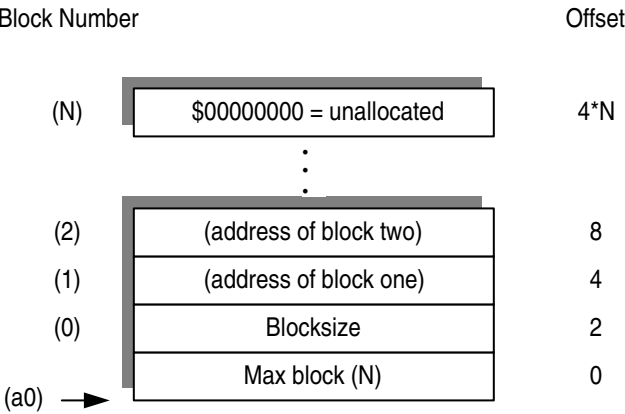 Block Number Offset
(N) $00000000 = unallocated 4*N
(2) (address of block two) 8
(1) (address of block one) 4
(0) Blocksize 2
Max block (N) 0
(a0)